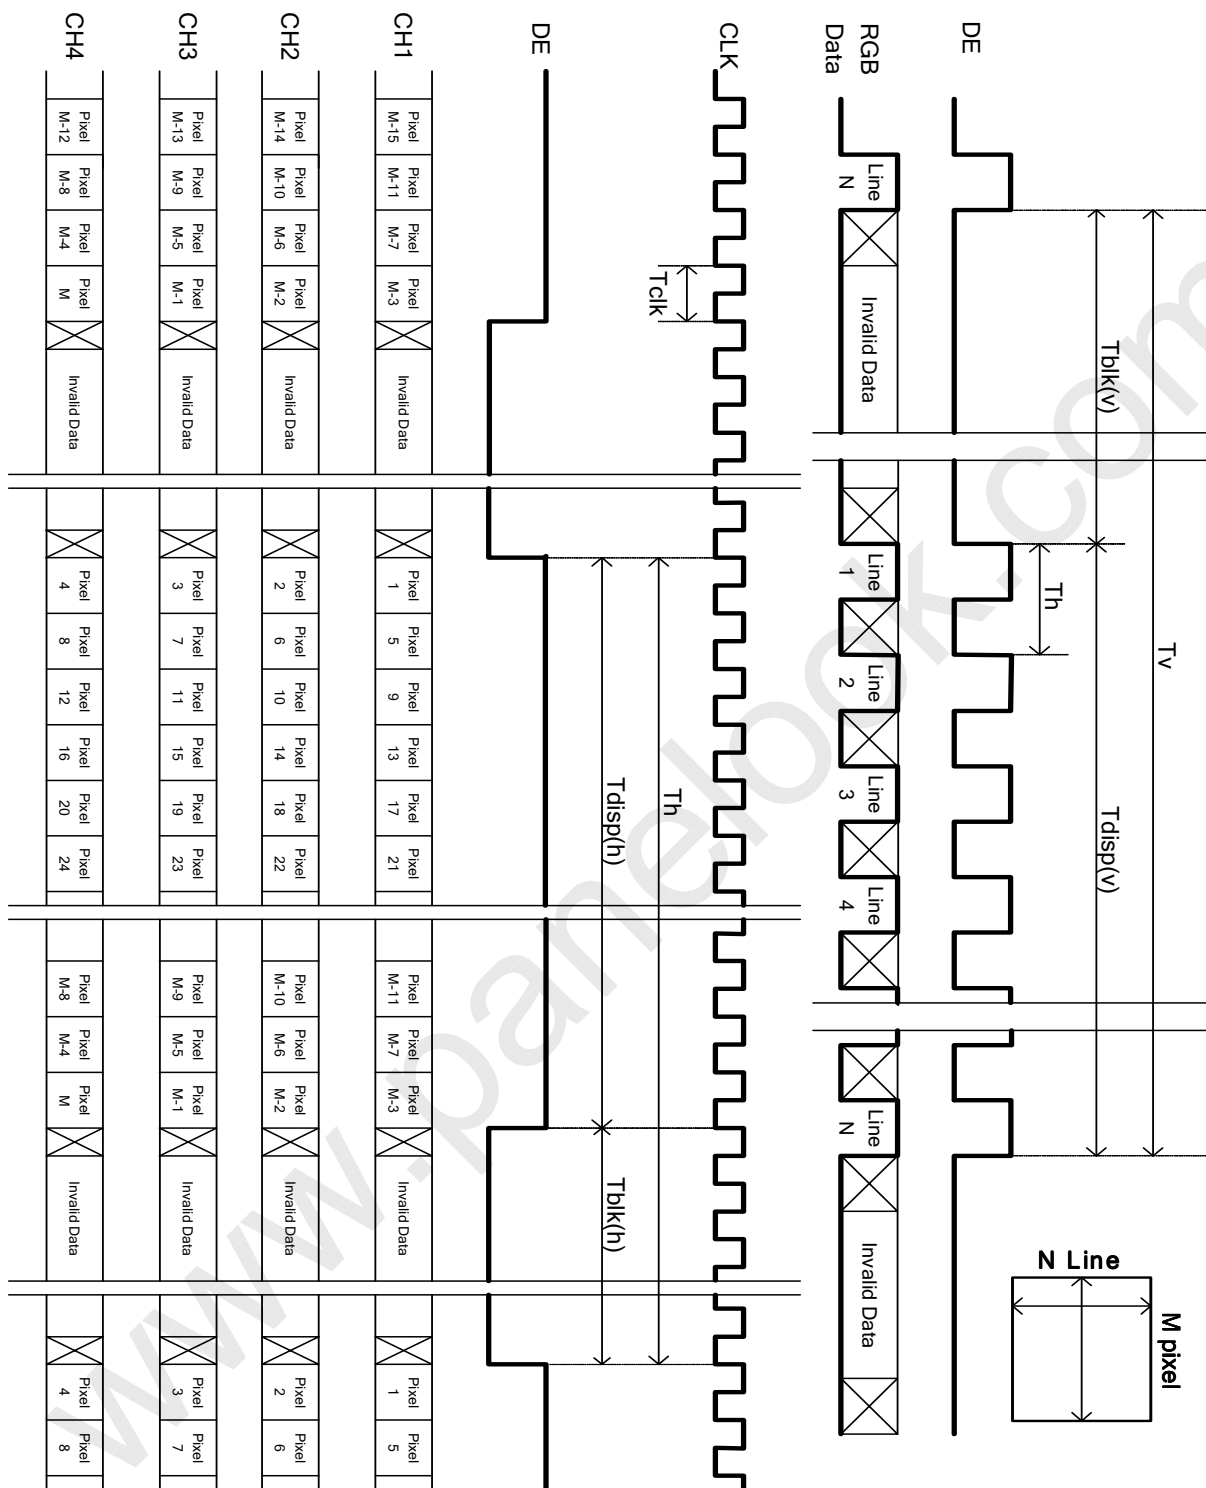 DE
RGB
Data
Tv
Tblk(v)
Tdisp(v)
Th
Line N
Invalid Data
Line 1
Line 2
Line 3
Line 4
Line N
Invalid Data
N Line
M pixel
CLK
Tclk
DE
Th
Tdisp(h)
Tblk(h)
CH1
Pixel M-15
Pixel M-11
Pixel M-7
Pixel M-3
Invalid Data
Pixel 1
Pixel 5
Pixel 9
Pixel 13
Pixel 17
Pixel 21
Pixel M-11
Pixel M-7
Pixel M-3
Invalid Data
Pixel 1
Pixel 5
CH2
Pixel M-14
Pixel M-10
Pixel M-6
Pixel M-2
Invalid Data
Pixel 2
Pixel 6
Pixel 10
Pixel 14
Pixel 18
Pixel 22
Pixel M-10
Pixel M-6
Pixel M-2
Invalid Data
Pixel 2
Pixel 6
CH3
Pixel M-13
Pixel M-9
Pixel M-5
Pixel M-1
Invalid Data
Pixel 3
Pixel 7
Pixel 11
Pixel 15
Pixel 19
Pixel 23
Pixel M-9
Pixel M-5
Pixel M-1
Invalid Data
Pixel 3
Pixel 7
CH4
Pixel M-12
Pixel M-8
Pixel M-4
Pixel M
Invalid Data
Pixel 4
Pixel 8
Pixel 12
Pixel 16
Pixel 20
Pixel 24
Pixel M-8
Pixel M-4
Pixel M
Invalid Data
Pixel 4
Pixel 8
www.panelook.com